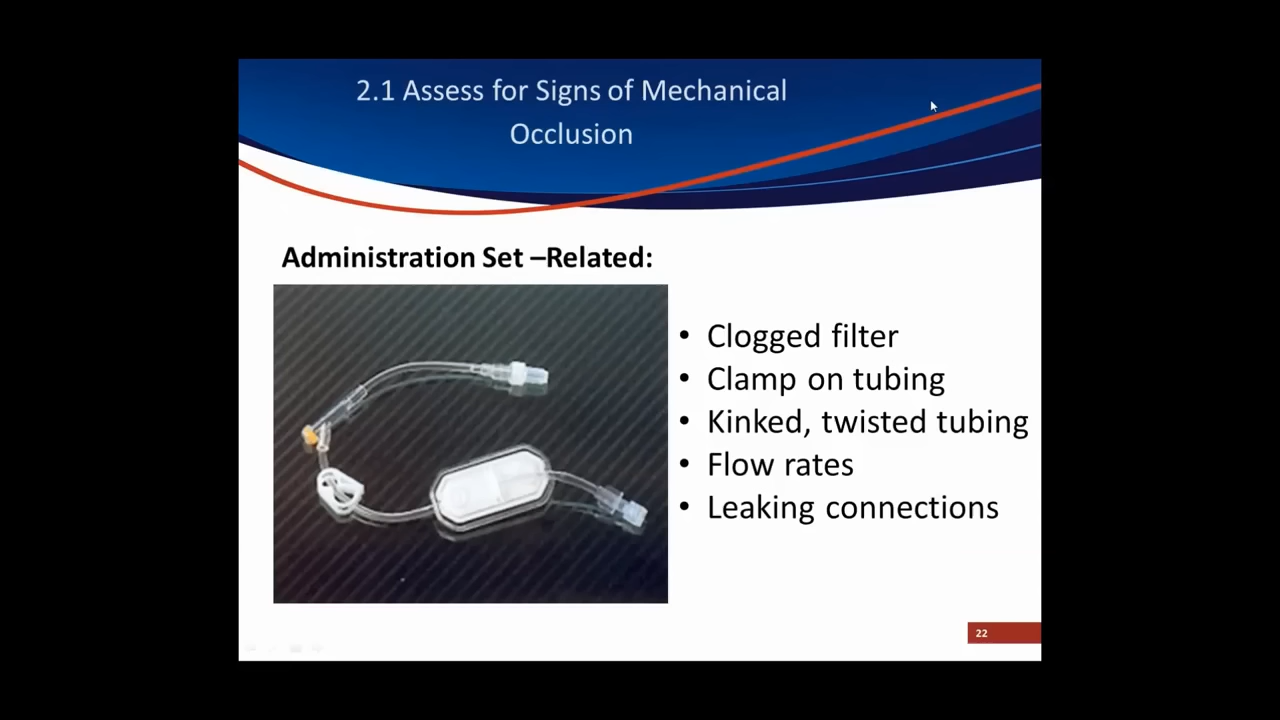 2.1 Assess for Signs of Mechanical
Occlusion
Administration Set –Related:
• Clogged filter
• Clamp on tubing
• Kinked, twisted tubing
• Flow rates
• Leaking connections
22